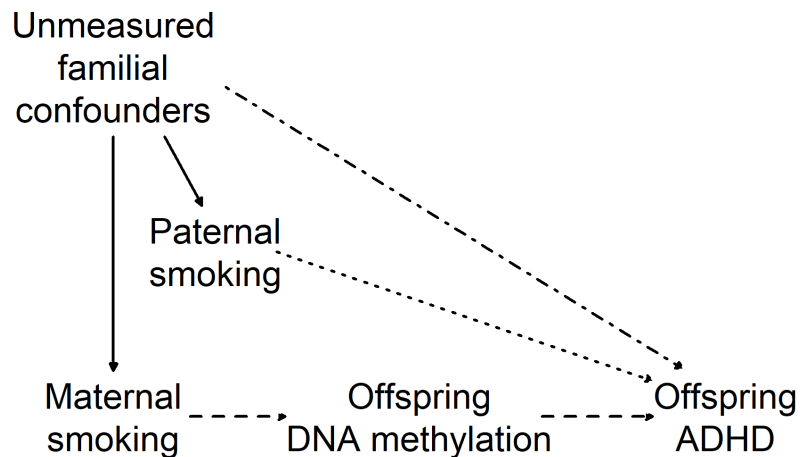 Unmeasured
familial
confounders
Paternal
smoking
Maternal
smoking
Offspring
DNA methylation
Offspring
ADHD